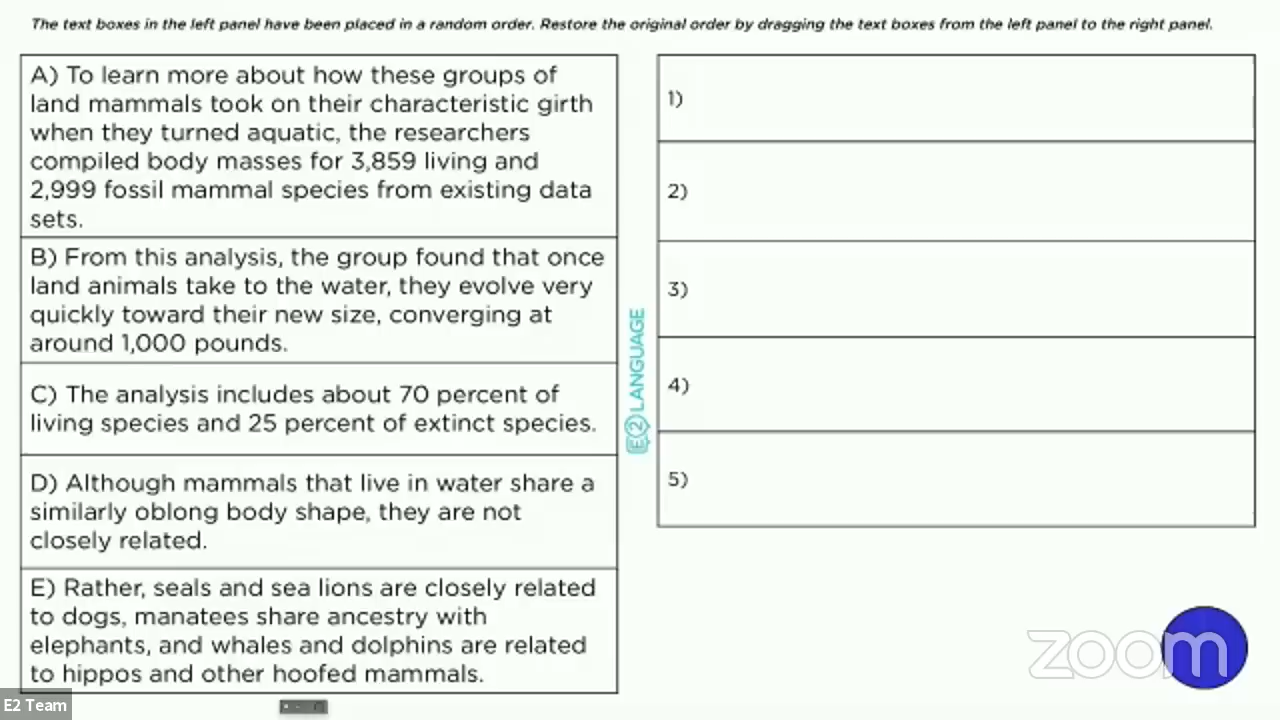 The text boxes in the left panel have been placed in a random order. Restore the original order by dragging the text boxes from the left panel to the right panel.
A) To learn more about how these groups of
land mammals took on their characteristic girth
when they turned aquatic, the researchers
compiled body masses for 3,859 living and
2,999 fossil mammal species from existing data
sets.
B) From this analysis, the group found that once
land animals take to the water, they evolve very
quickly toward their new size, converging at
around 1,000 pounds.
C) The analysis includes about 70 percent of
living species and 25 percent of extinct species.
D) Although mammals that live in water share a
similarly oblong body shape, they are not
closely related.
E) Rather, seals and sea lions are closely related
to dogs, manatees share ancestry with
elephants, and whales and dolphins are related
to hippos and other hoofed mammals.
E2 LANGUAGE
1)
2)
3)
4)
5)
zoom
E2 Team